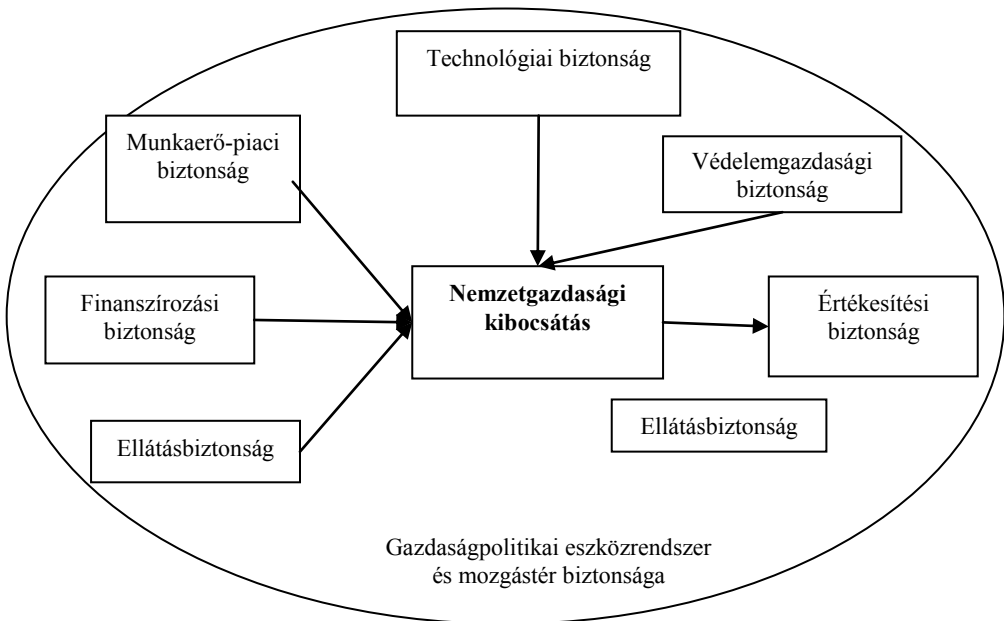 Technológiai biztonság
Munkaerő-piaci
biztonság
Védelemgazdasági
biztonság
Finanszírozási
biztonság
Nemzetgazdasági
kibocsátás
Értékesítési
biztonság
Ellátásbiztonság
Ellátásbiztonság
Gazdaságpolitikai eszközrendszer
és mozgástér biztonsága